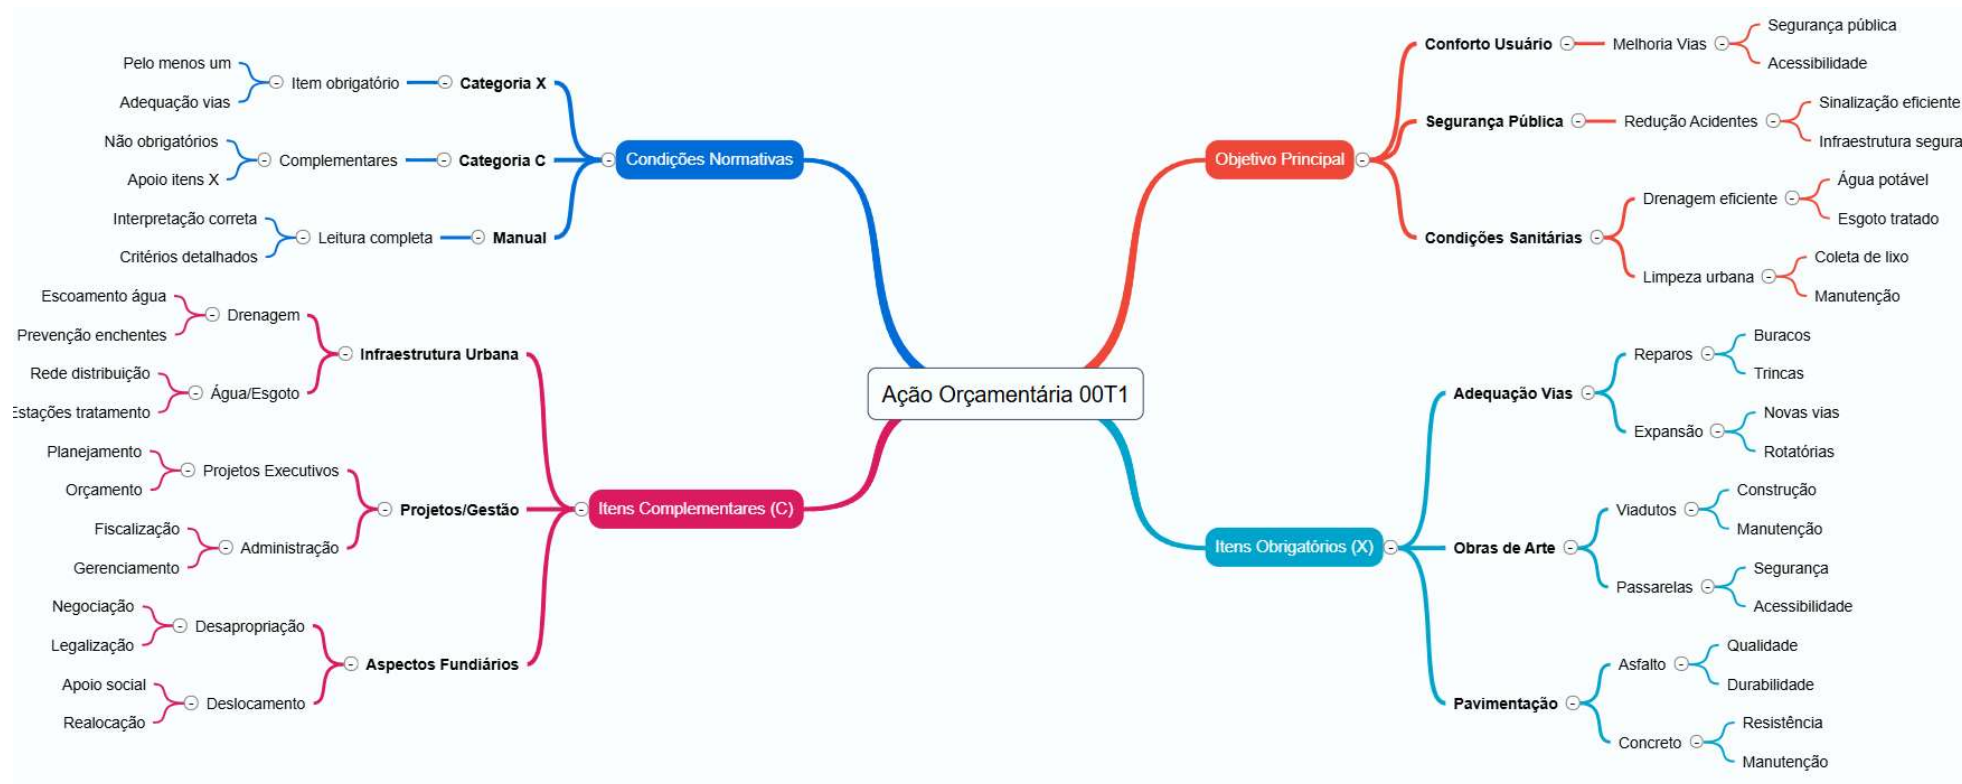 Ação Orçamentária 00T1
Condições Normativas
Categoria X
Item obrigatório
Pelo menos um
Adequação vias
Categoria C
Complementares
Não obrigatórios
Apoio itens X
Manual
Leitura completa
Interpretação correta
Critérios detalhados
Itens Complementares (C)
Infraestrutura Urbana
Drenagem
Escoamento água
Prevenção enchentes
Água/Esgoto
Rede distribuição
Estações tratamento
Projetos/Gestão
Projetos Executivos
Planejamento
Orçamento
Administração
Fiscalização
Gerenciamento
Aspectos Fundiários
Desapropriação
Negociação
Legalização
Deslocamento
Apoio social
Realocação
Objetivo Principal
Conforto Usuário
Melhoria Vias
Segurança pública
Acessibilidade
Segurança Pública
Redução Acidentes
Sinalização eficiente
Infraestrutura segura
Condições Sanitárias
Drenagem eficiente
Água potável
Esgoto tratado
Limpeza urbana
Coleta de lixo
Manutenção
Itens Obrigatórios (X)
Adequação Vias
Reparos
Buracos
Trincas
Expansão
Novas vias
Rotatórias
Obras de Arte
Viadutos
Construção
Manutenção
Passarelas
Segurança
Acessibilidade
Pavimentação
Asfalto
Qualidade
Durabilidade
Concreto
Resistência
Manutenção